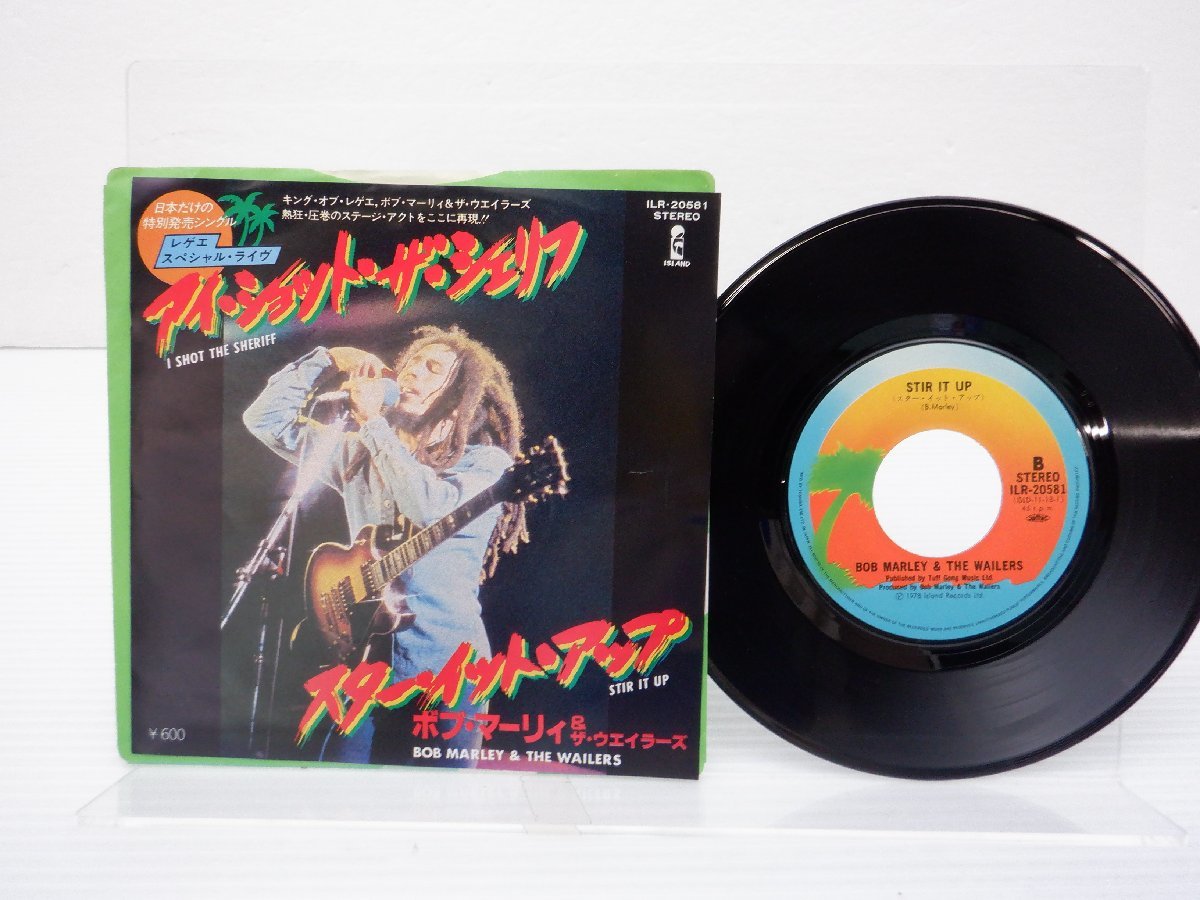 日本だけの
特別発売シングル
レゲエ
スペシャル・ライヴ
キング・オブ・レゲエ,ボブ・マーリィ&ザ・ウエイラーズ
熱狂・圧巻のステージ・アクトをここに再現!!
ILR・20581
STEREO
ISLAND
アイ・ショット・ザ・シェリフ
I SHOT THE SHERIFF
スター・イット・アップ
STIR IT UP
ボブ・マーリィ&ザ・ウエイラーズ
BOB MARLEY & THE WAILERS
¥600
STIR IT UP
(スター・イット・アップ)
(B.Marley)
B
STEREO
ILR-20581
45 r.p.m.
BOB MARLEY & THE WAILERS
Published by Tuff Gong Music Ltd.
Produced by Bob Marley & The Wailers
Ⓟ 1978 Island Records Ltd.